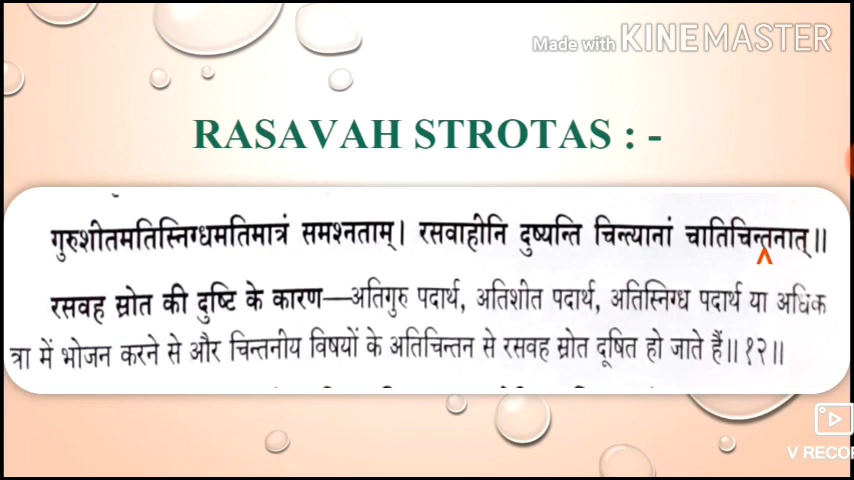 Made with KINEMASTER
RASAVAH STROTAS : -
गुरुशीतमतिस्निग्धमतिमात्रं समश्नताम्। रसवाहीनि दुष्यन्ति चिन्त्यानां चातिचिन्तनात्॥
रसवह स्रोत की दुष्टि के कारण—अतिगुरु पदार्थ, अतिशीत पदार्थ, अतिस्निग्ध पदार्थ या अधिक
त्रा में भोजन करने से और चिन्तनीय विषयों के अतिचिन्तन से रसवह स्रोत दूषित हो जाते हैं॥१२॥
V RECOR